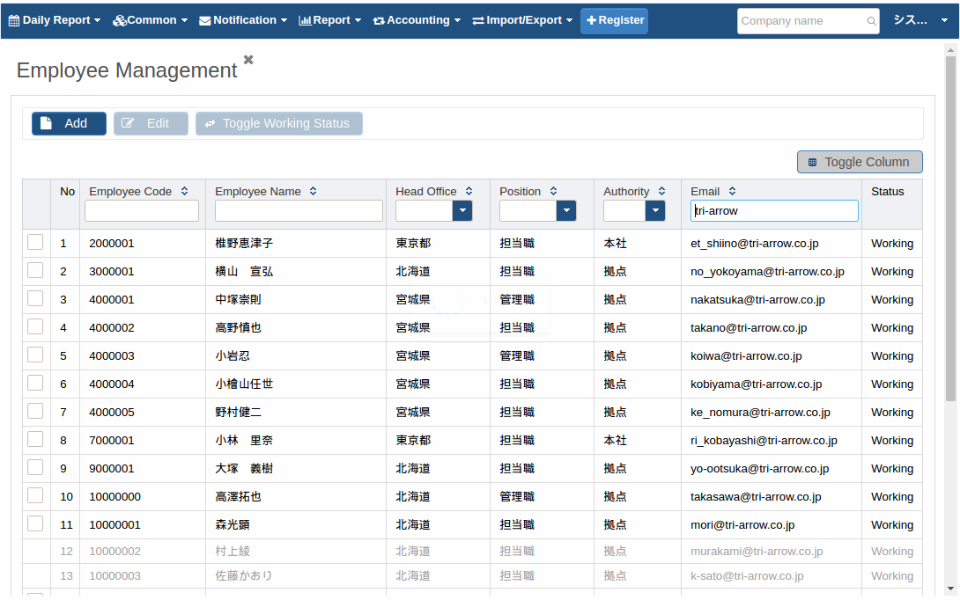 Daily Report Common Notification Report Accounting Import/Export Register Company name シス...
Employee Management
Add Edit Toggle Working Status
Toggle Column
No Employee Code Employee Name Head Office Position Authority Email Status
tri-arrow
1 2000001 椎野恵津子 東京都 担当職 本社 et_shiino@tri-arrow.co.jp Working
2 3000001 横山　宣弘 北海道 担当職 拠点 no_yokoyama@tri-arrow.co.jp Working
3 4000001 中塚崇則 宮城県 管理職 拠点 nakatsuka@tri-arrow.co.jp Working
4 4000002 高野慎也 宮城県 担当職 拠点 takano@tri-arrow.co.jp Working
5 4000003 小岩忍 宮城県 管理職 拠点 koiwa@tri-arrow.co.jp Working
6 4000004 小檜山任世 宮城県 担当職 拠点 kobiyama@tri-arrow.co.jp Working
7 4000005 野村健二 宮城県 担当職 拠点 ke_nomura@tri-arrow.co.jp Working
8 7000001 小林　里奈 東京都 担当職 本社 ri_kobayashi@tri-arrow.co.jp Working
9 9000001 大塚　義樹 北海道 担当職 拠点 yo-ootsuka@tri-arrow.co.jp Working
10 10000000 高澤拓也 北海道 管理職 拠点 takasawa@tri-arrow.co.jp Working
11 10000001 森光顕 北海道 担当職 拠点 mori@tri-arrow.co.jp Working
12 10000002 村上綾 北海道 担当職 拠点 murakami@tri-arrow.co.jp Working
13 10000003 佐藤かおり 北海道 担当職 拠点 k-sato@tri-arrow.co.jp Working